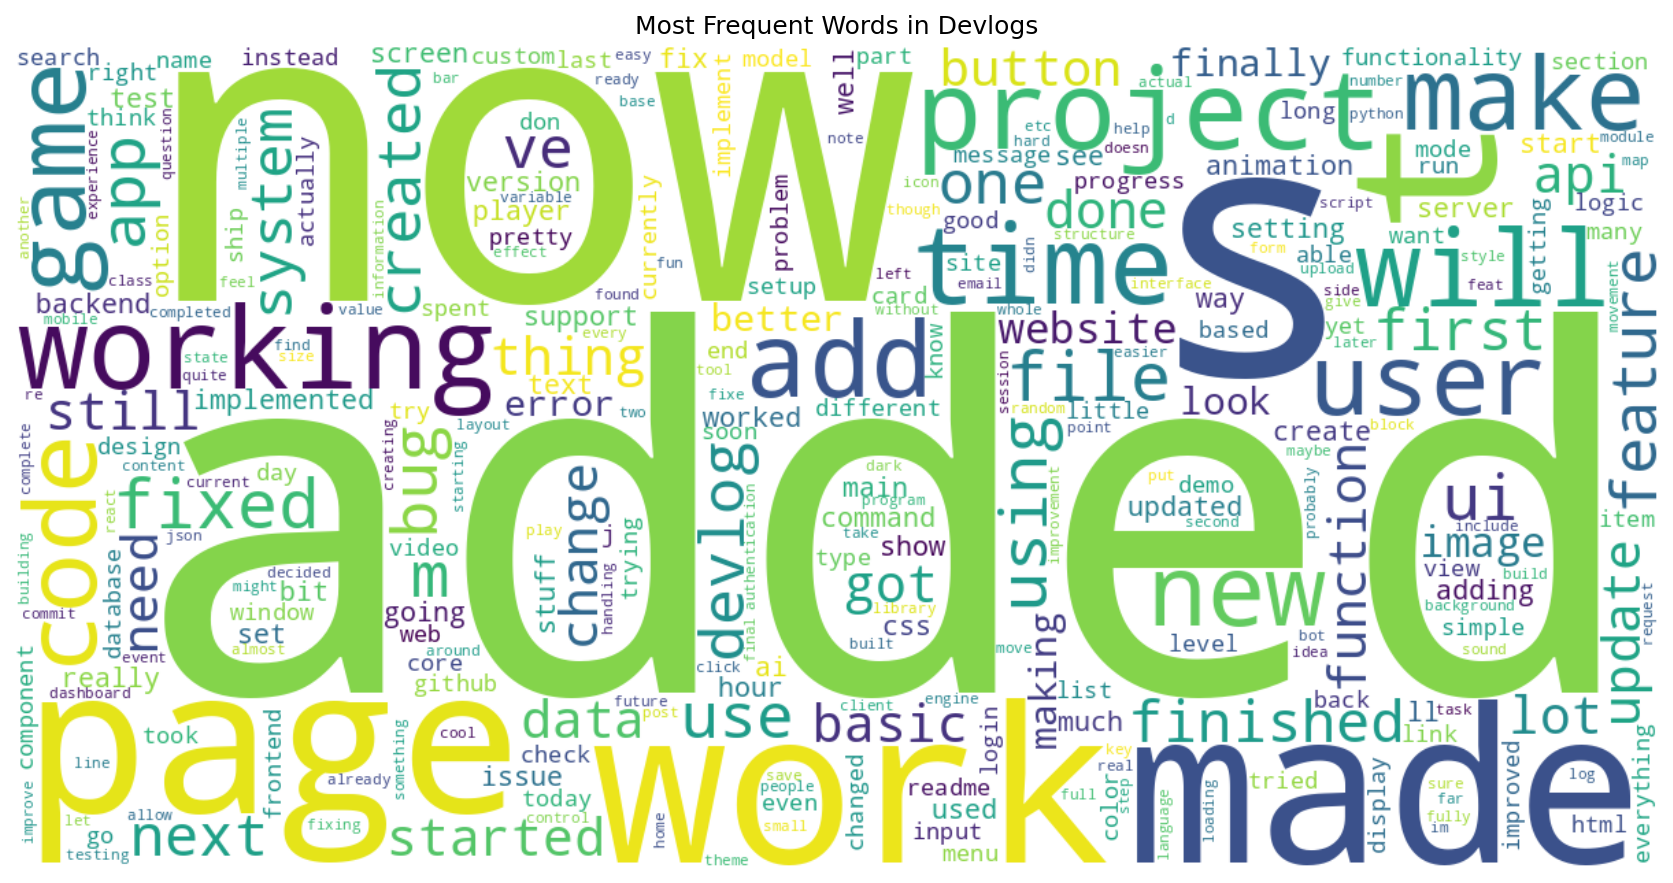 Most Frequent Words in Devlogs
search
name
instead
screen
custom
last
easy
fix
model
well
part
button
finally
functionality
section
right
test
think
game
app
question
experience
multiple
system
actually
created
bar
now
don
ve
version
variable
player
pretty
effect
ready
base
implement
note
project
actual
d
number
long
python
make
module
start
etc
hard
help
doesn
message
see
progress
animation
mode
run
t
api
map
icon
one
done
good
though
structure
script
server
logic
another
option
ship
feel
information
currently
problem
fun
left
setup
card
without
time
site
didn
email
interface
s
setting
able
form
upload
want
will
style
feat
getting
many
movement
class
backend
completed
value
found
mobile
working
spent
support
every
better
whole
way
based
side
give
yet
later
first
feature
state
find
size
quite
thing
text
end
tool
add
know
website
easier
session
file
user
re
still
implemented
try
error
two
fixe
worked
different
random
little
point
look
create
block
maybe
complete
design
content
current
day
creating
bug
layout
starting
soon
devlog
dark
main
program
command
take
type
show
got
library
using
improvement
put
demo
updated
second
probably
function
ui
include
image
view
build
adding
background
simple
sound
item
update
request
code
react
fixed
json
added
video
m
play
stuff
change
j
handling
trying
final
authentication
css
built
new
level
bot
idea
building
database
need
decided
might
bit
window
set
almost
commit
event
going
web
core
around
github
click
ai
hour
move
making
list
back
component
really
dashboard
future
post
client
engine
much
finished
ll
task
link
lot
everything
page
took
line
frontend
cool
already
something
data
check
issue
use
basic
login
work
key
real
full
step
color
made
tried
display
sure
far
fully
im
improved
log
html
improve
let
go
testing
allow
next
fixing
started
today
control
home
theme
save
people
even
small
changed
readme
used
input
menu
language
loading